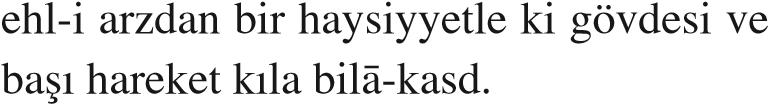 ehl-i arzdan bir haysiyyetle ki gövdesi ve
başı hareket kıla bilā-kasd.